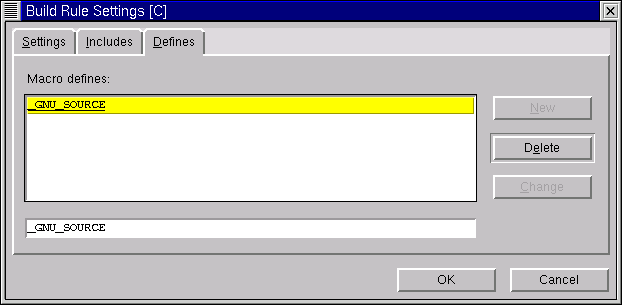 Build Rule Settings [C]
Settings Includes Defines
Macro defines:
_GNU_SOURCE
New
Delete
Change
_GNU_SOURCE
OK Cancel